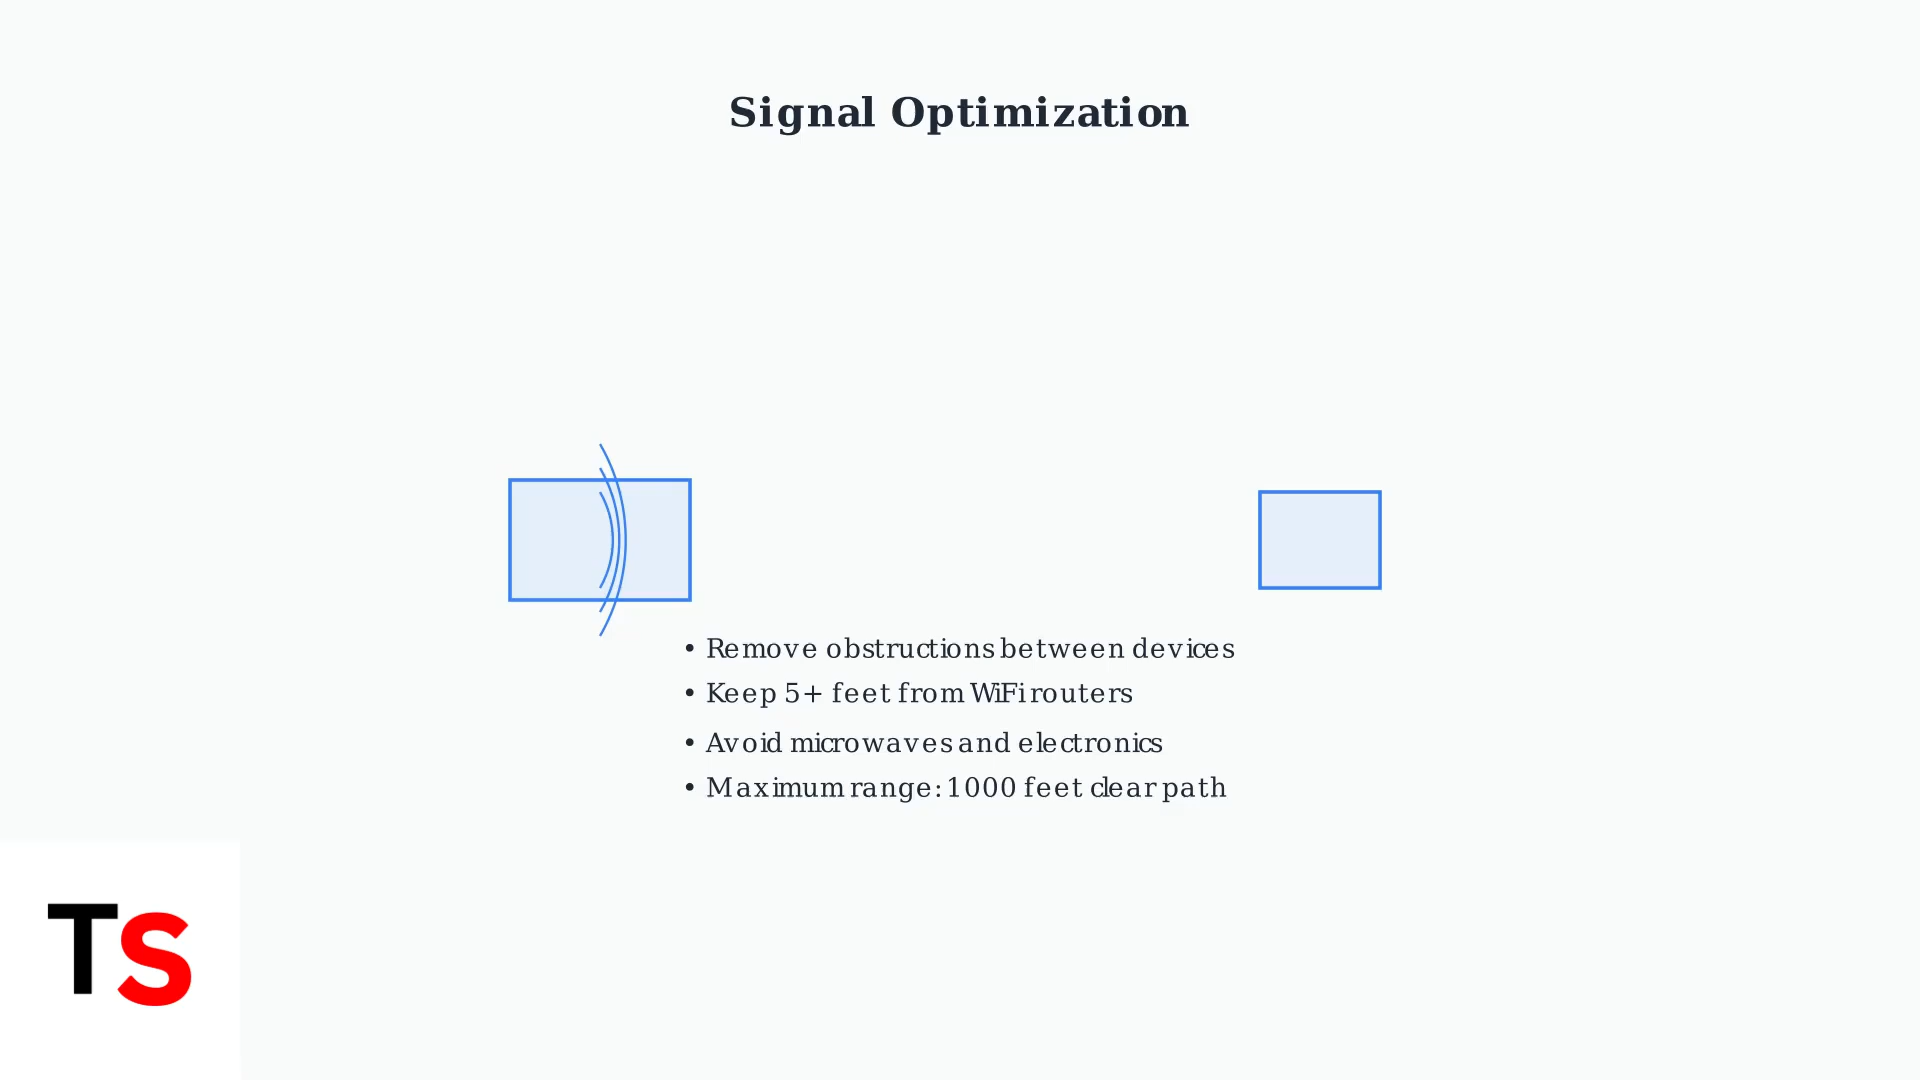 Signal Optimization
• Remove obstructions between devices
• Keep 5+ feet from WiFi routers
• Avoid microwaves and electronics
• Maximum range: 1000 feet clear path
TS